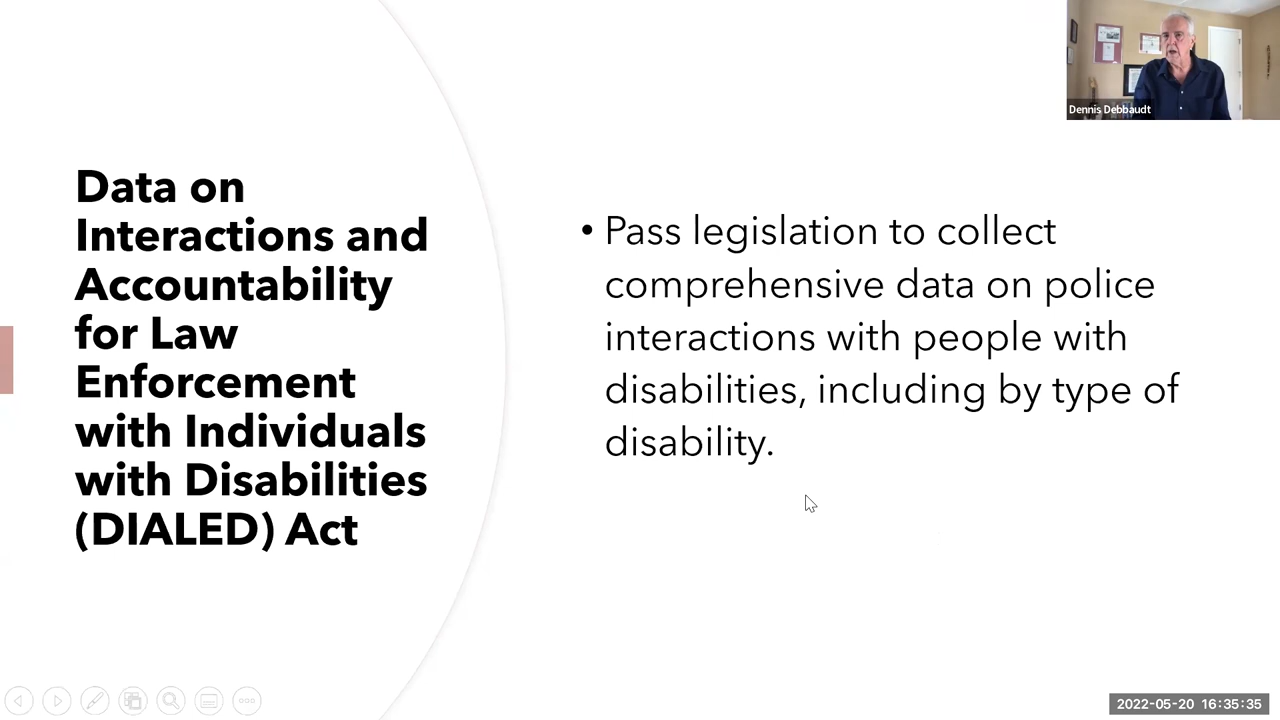 Dennis Debbaudt
Data on
Interactions and
Accountability
for Law
Enforcement
with Individuals
with Disabilities
(DIALED) Act
• Pass legislation to collect
comprehensive data on police
interactions with people with
disabilities, including by type of
disability.
2022-05-20 16:35:35